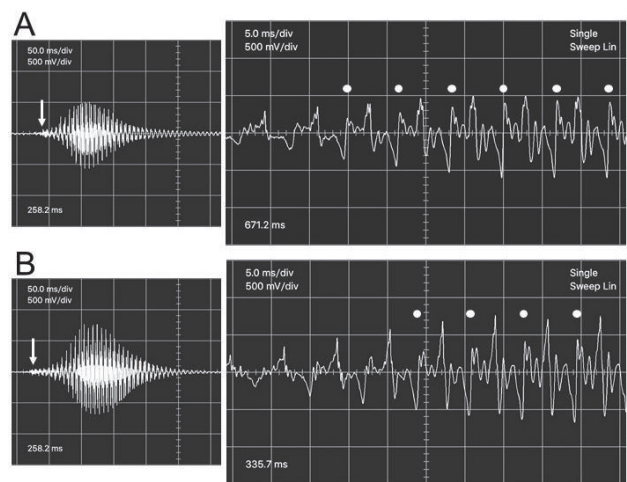 A
50.0 ms/div
500 mV/div
258.2 ms
5.0 ms/div
500 mV/div
Single
Sweep Lin
671.2 ms
B
50.0 ms/div
500 mV/div
258.2 ms
5.0 ms/div
500 mV/div
Single
Sweep Lin
335.7 ms